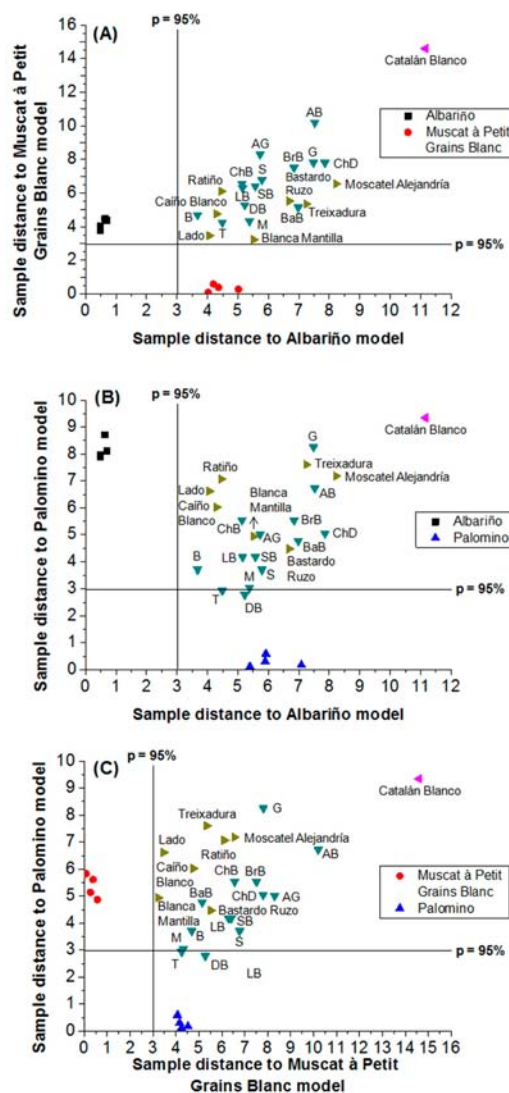 (A)
p = 95%
Catalán Blanco
AB
Albariño
Muscat à Petit
Grains Blanc
AG
S
ChB
BrB
G
ChD
Ratiño
Bastardo
Ruzo
Moscatel Alejandría
LB
SB
Caíño Blanco
DB
B
BaB
Treixadura
M
Lado
T
Blanca Mantilla
p = 95%
16
14
12
10
8
6
4
2
0
0 1 2 3 4 5 6 7 8 9 10 11 12
Sample distance to Muscat à Petit
Grains Blanc model
Sample distance to Albariño model
(B)
p = 95%
Catalán Blanco
G
Treixadura
Moscatel Alejandría
Ratiño
Lado
Caíño
Blanco
Blanca
Mantilla
AB
ChB
AG
BrB
ChD
BaB
B
LB
SB
Bastardo
Ruzo
M
S
T
DB
Albariño
Palomino
p = 95%
10
9
8
7
6
5
4
3
2
1
0
0 1 2 3 4 5 6 7 8 9 10 11 12
Sample distance to Palomino model
Sample distance to Albariño model
(C)
p = 95%
Catalán Blanco
Treixadura
G
Lado
Moscatel Alejandría
AB
Caíño
Blanco
Ratiño
ChB
BrB
BaB
ChD
AG
Blanca
Mantilla
Bastardo Ruzo
LB
SB
M
B
S
T
DB
LB
Muscat à Petit
Grains Blanc
Palomino
p = 95%
10
9
8
7
6
5
4
3
2
1
0
0 1 2 3 4 5 6 7 8 9 10 11 12 13 14 15 16
Sample distance to Palomino model
Sample distance to Muscat à Petit
Grains Blanc model